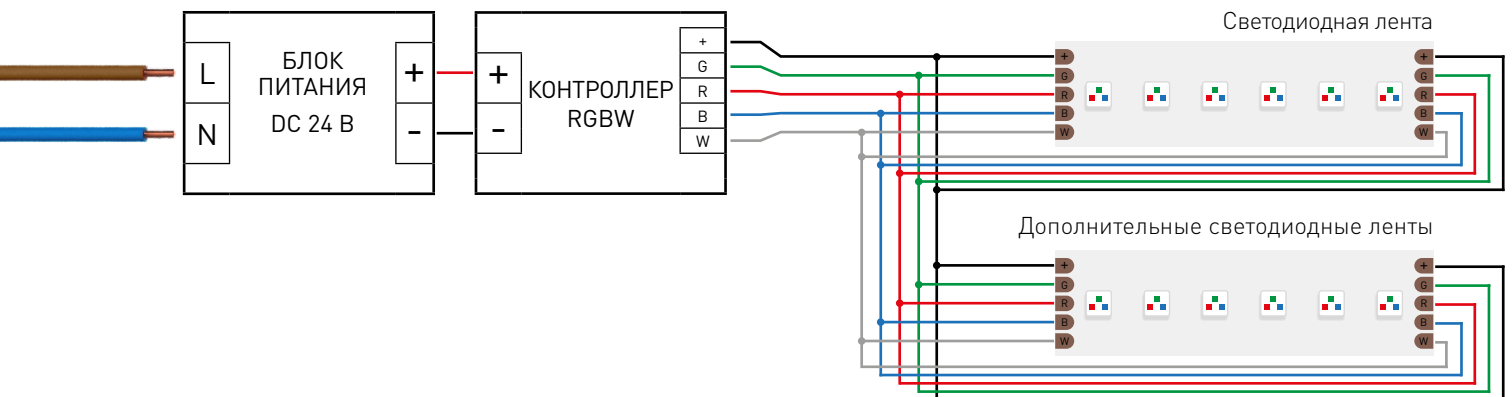 Светодиодная лента
L
N
БЛОК
ПИТАНИЯ
DC 24 В
+
-
+
-
КОНТРОЛЛЕР
RGBW
+
G
R
B
W
+
G
R
B
W
+
G
R
B
W
Дополнительные светодиодные ленты
+
G
R
B
W
+
G
R
B
W